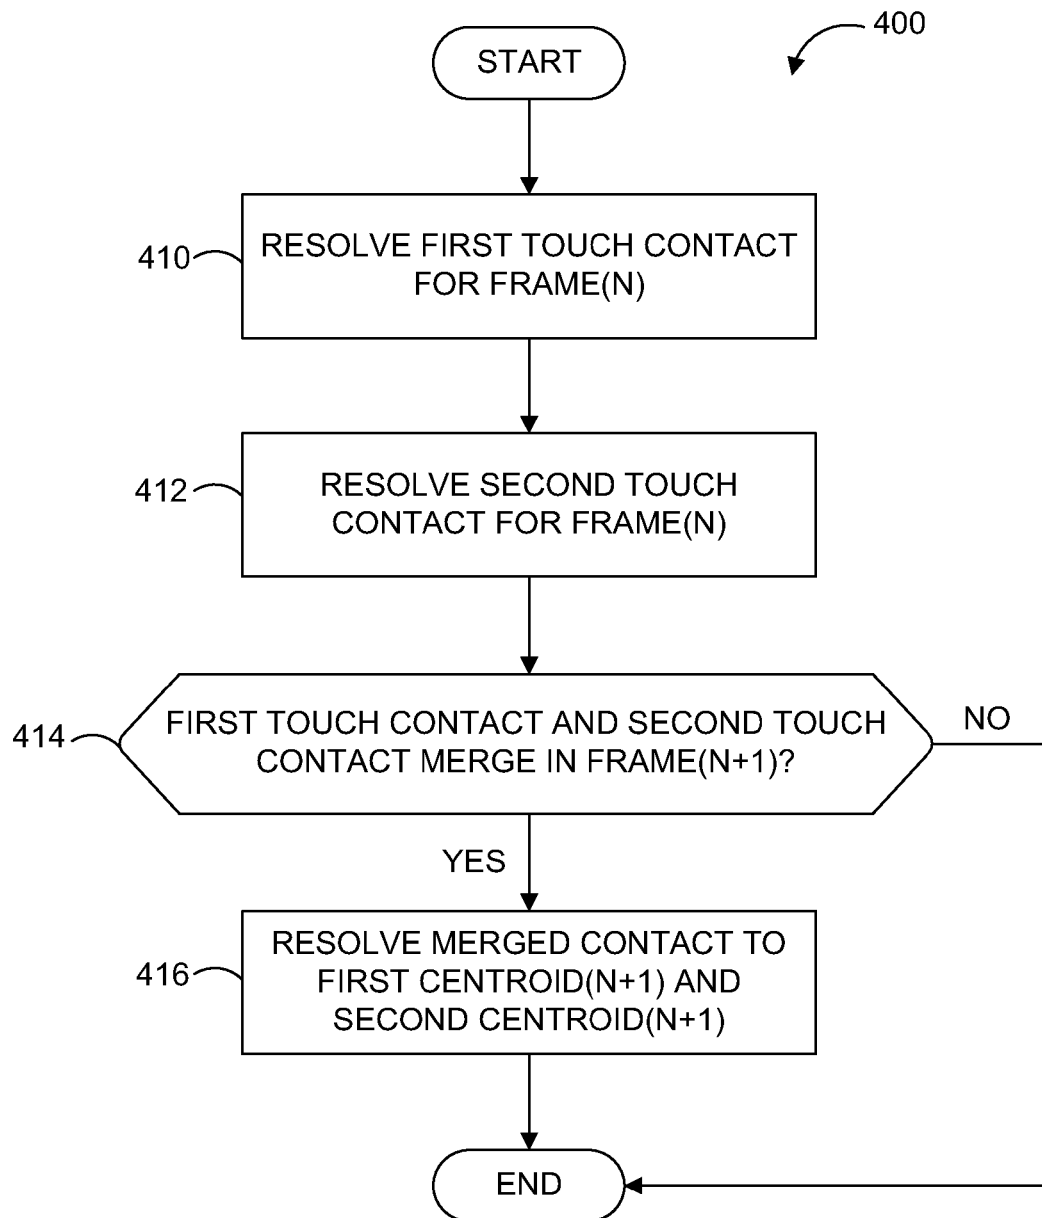 400
START
410
RESOLVE FIRST TOUCH CONTACT
FOR FRAME(N)
412
RESOLVE SECOND TOUCH
CONTACT FOR FRAME(N)
414
FIRST TOUCH CONTACT AND SECOND TOUCH
CONTACT MERGE IN FRAME(N+1)?
NO
YES
416
RESOLVE MERGED CONTACT TO
FIRST CENTROID(N+1) AND
SECOND CENTROID(N+1)
END